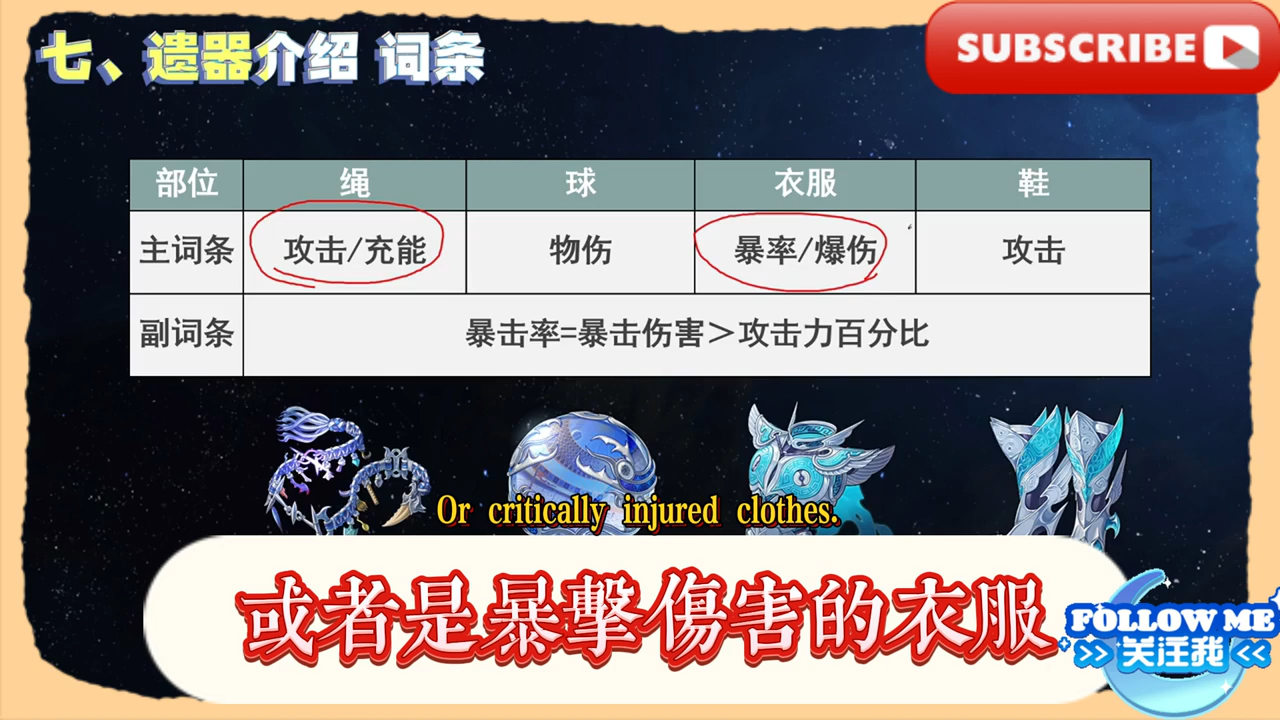 七、遗器介绍 词条
SUBSCRIBE
部位 绳 球 衣服 鞋
主词条 攻击/充能 物伤 暴率/爆伤 攻击
副词条 暴击率=暴击伤害＞攻击力百分比
Or critically injured clothes.
或者是暴擊傷害的衣服
FOLLOW ME
>> 关注我 <<